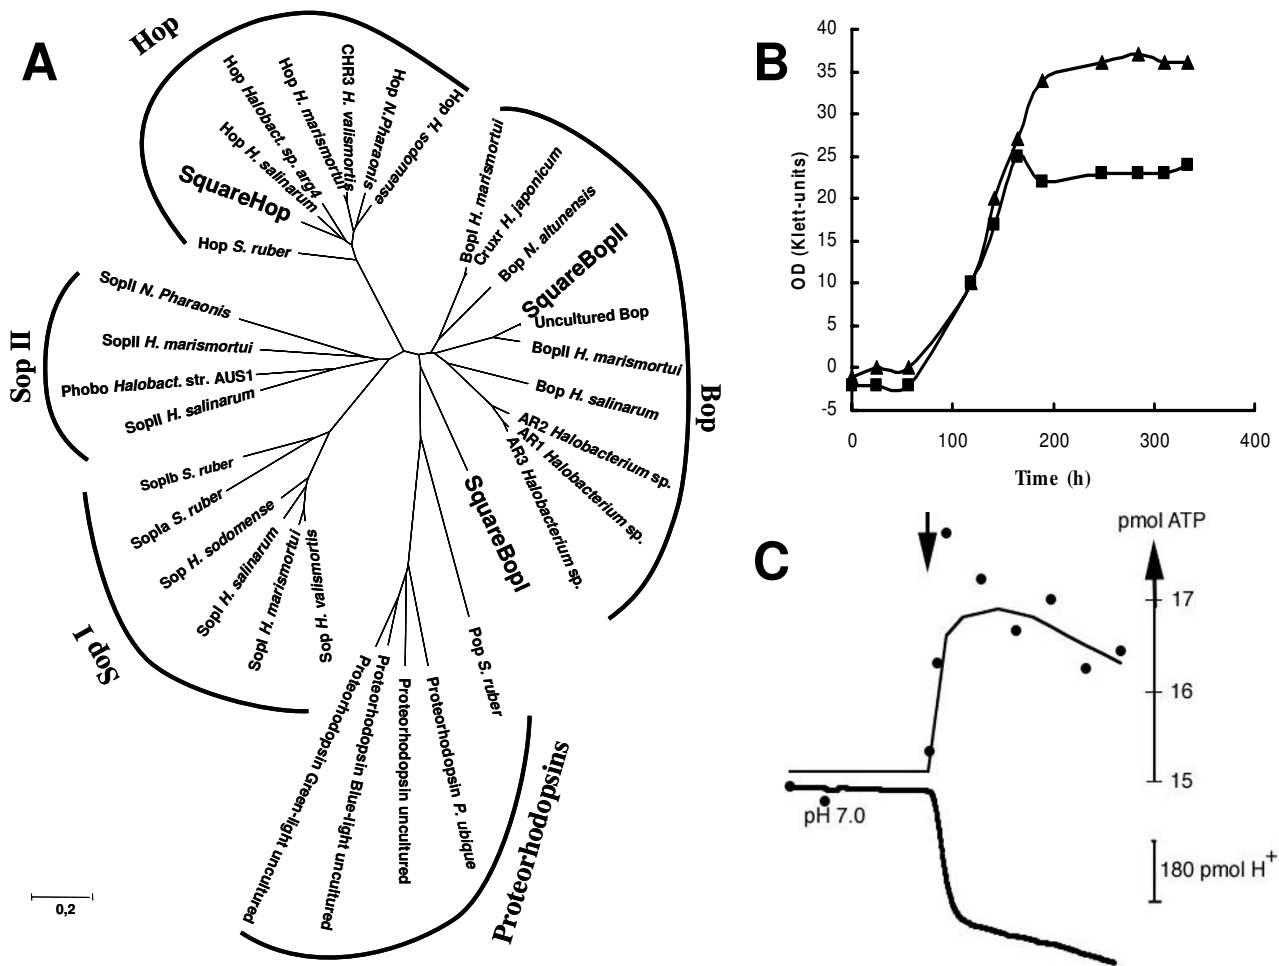 A
Hop
Hop Halobact. sp. arg4
Hop H. marismortui
CHR3 H. valismortis
Hop N.Pharaonis
Hop H. sodomense
Hop H. salinarum
SquareHop
Hop S. ruber
BopI H. marismortui
Cruxr H. japonicum
Bop N. altunensis
SquareBopII
Uncultured Bop
BopII H. marismortui
Bop H. salinarum
AR2 Halobacterium sp.
AR1 Halobacterium sp.
AR3 Halobacterium sp.
SquareBopI
Bop
Sop II
SopII N. Pharaonis
SopII H. marismortui
Phobo Halobact. str. AUS1
SopII H. salinarum
SopIb S. ruber
SopIa S. ruber
Sop H. sodomense
SopI H. salinarum
SopI H. marismortui
Sop H. valismortis
Sop I
Pop S. ruber
Proteorhodopsin Green-light uncultured
Proteorhodopsin Blue-light uncultured
Proteorhodopsin uncultured
Proteorhodopsin P. ubique
Proteorhodopsins
0,2
B
OD (Klett-units)
40
35
30
25
20
15
10
5
0
-5
0 100 200 300 400
Time (h)
C
pmol ATP
17
16
15
pH 7.0
180 pmol H+